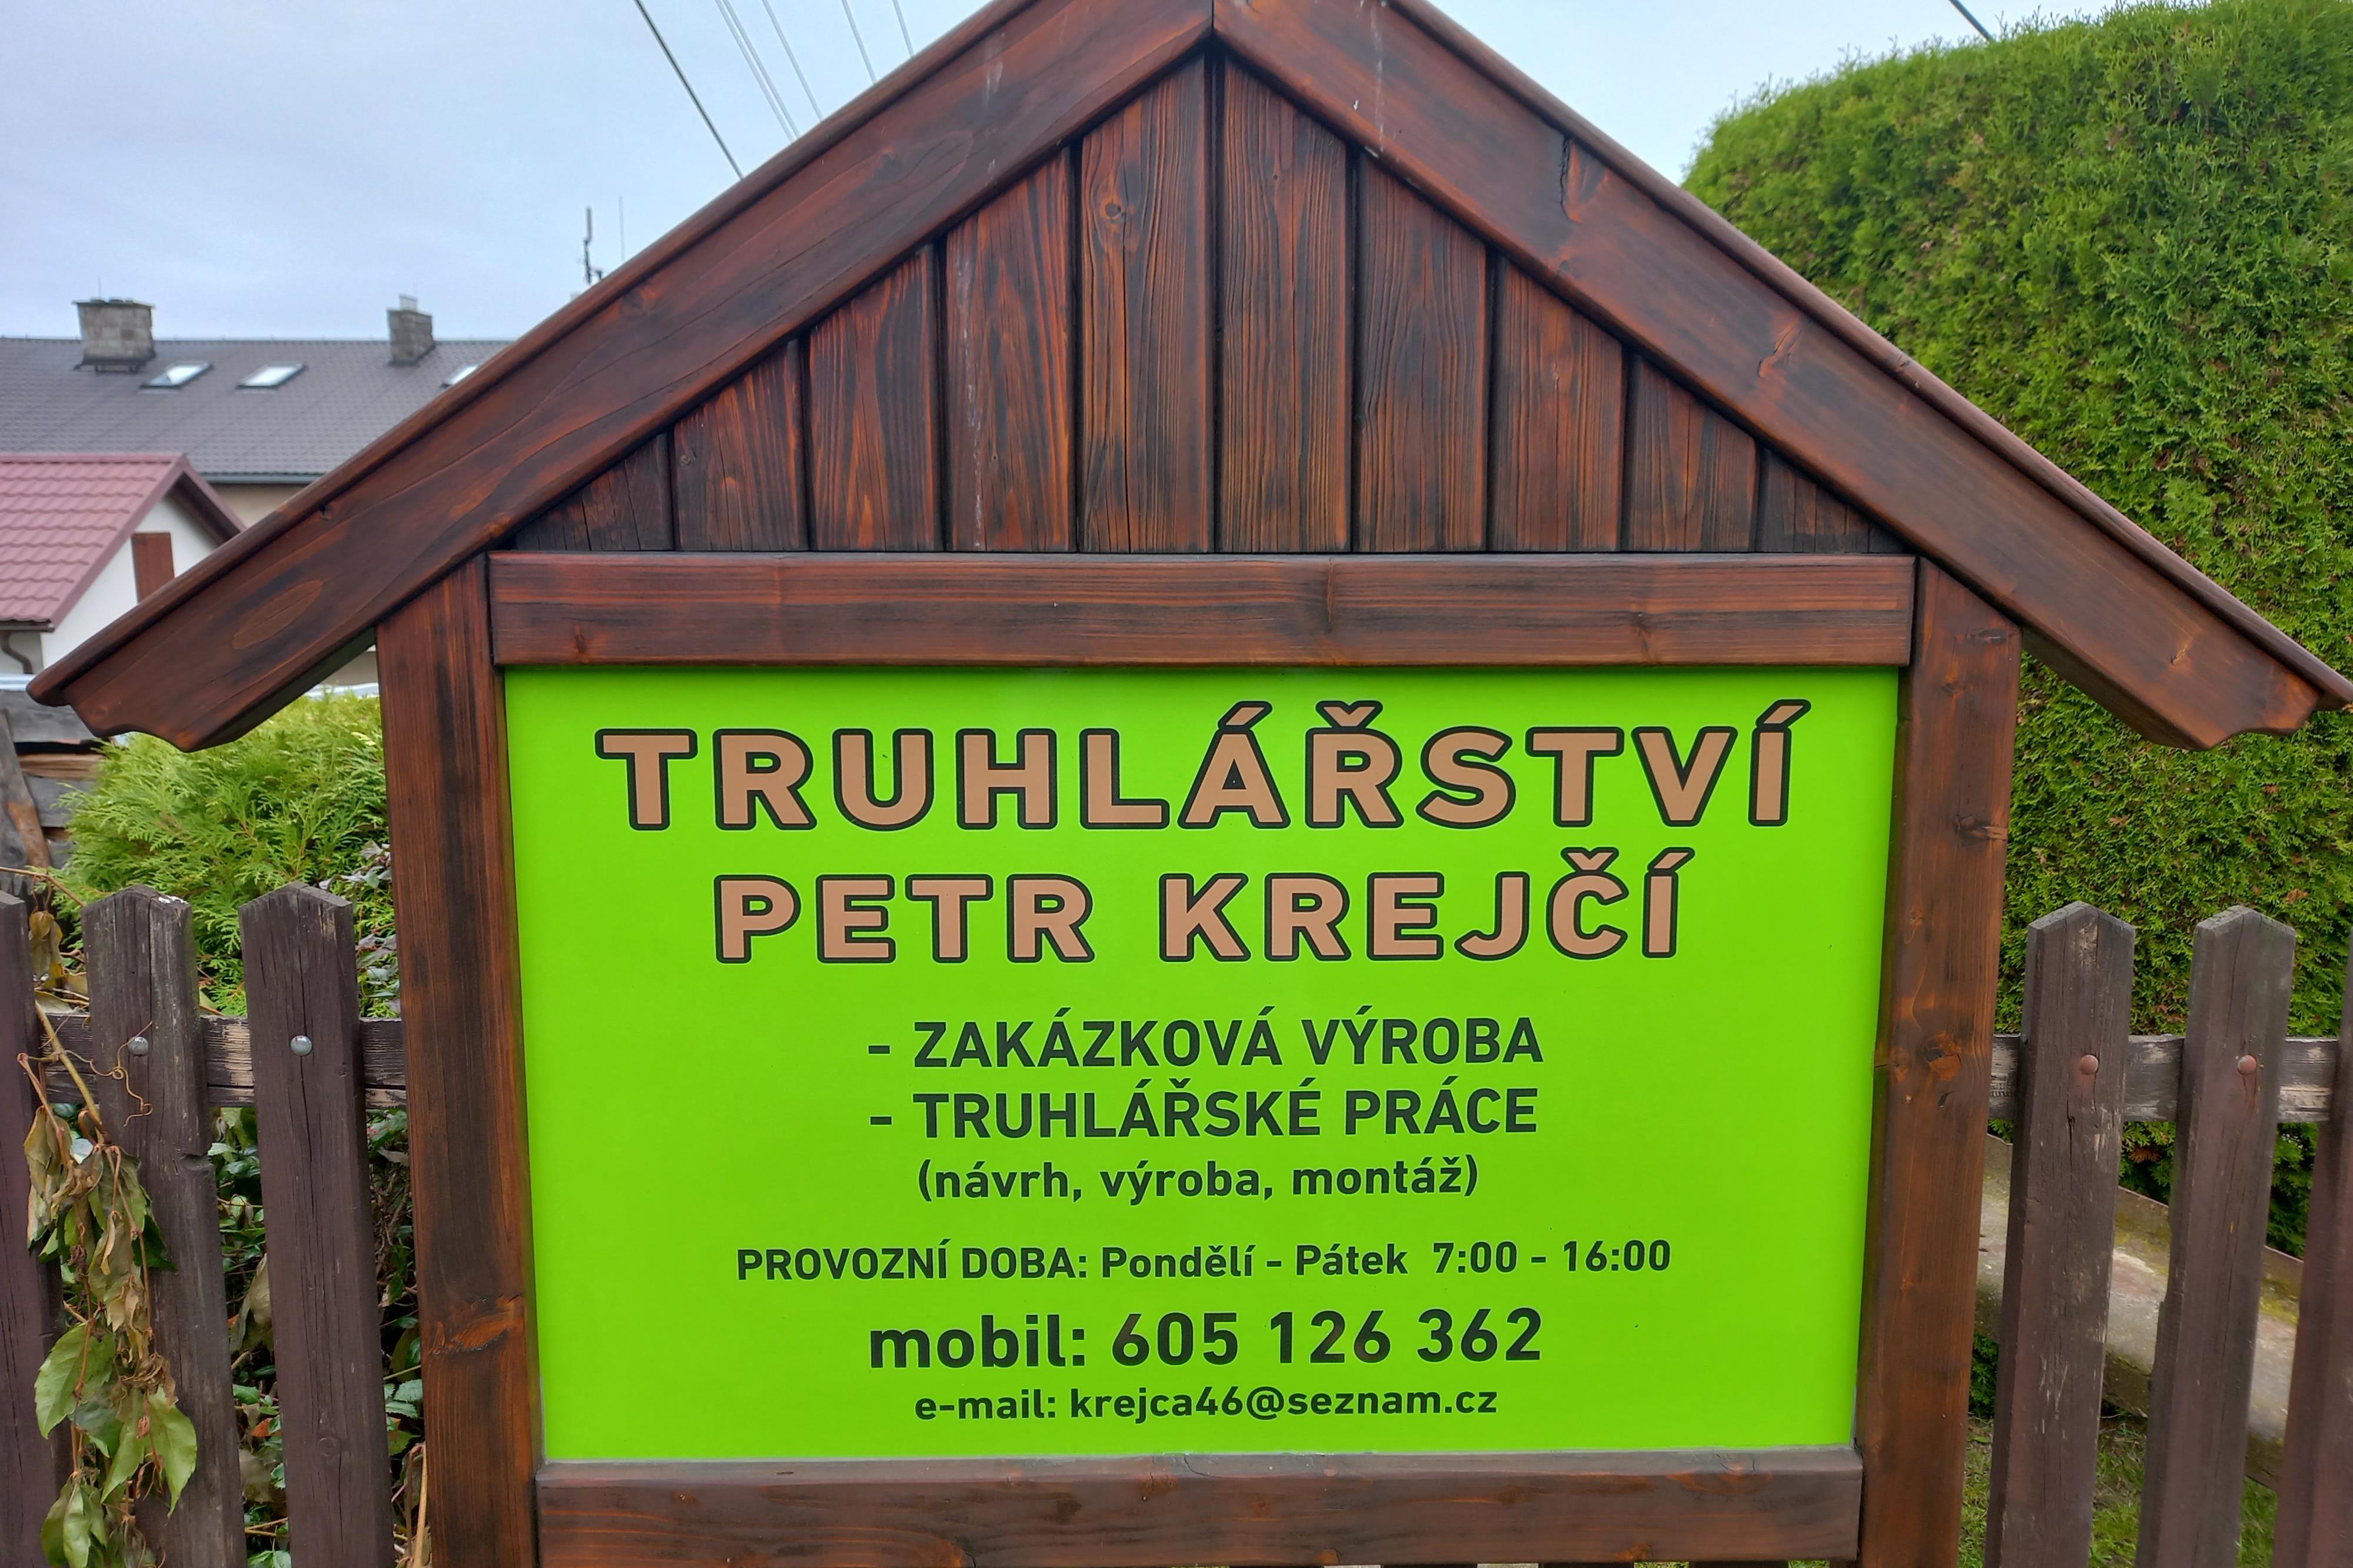 TRUHLÁŘSTVÍ
PETR KREJČÍ
- ZAKÁZKOVÁ VÝROBA
- TRUHLÁŘSKÉ PRÁCE
(návrh, výroba, montáž)
PROVOZNÍ DOBA: Pondělí - Pátek 7:00 - 16:00
mobil: 605 126 362
e-mail: krejca46@seznam.cz